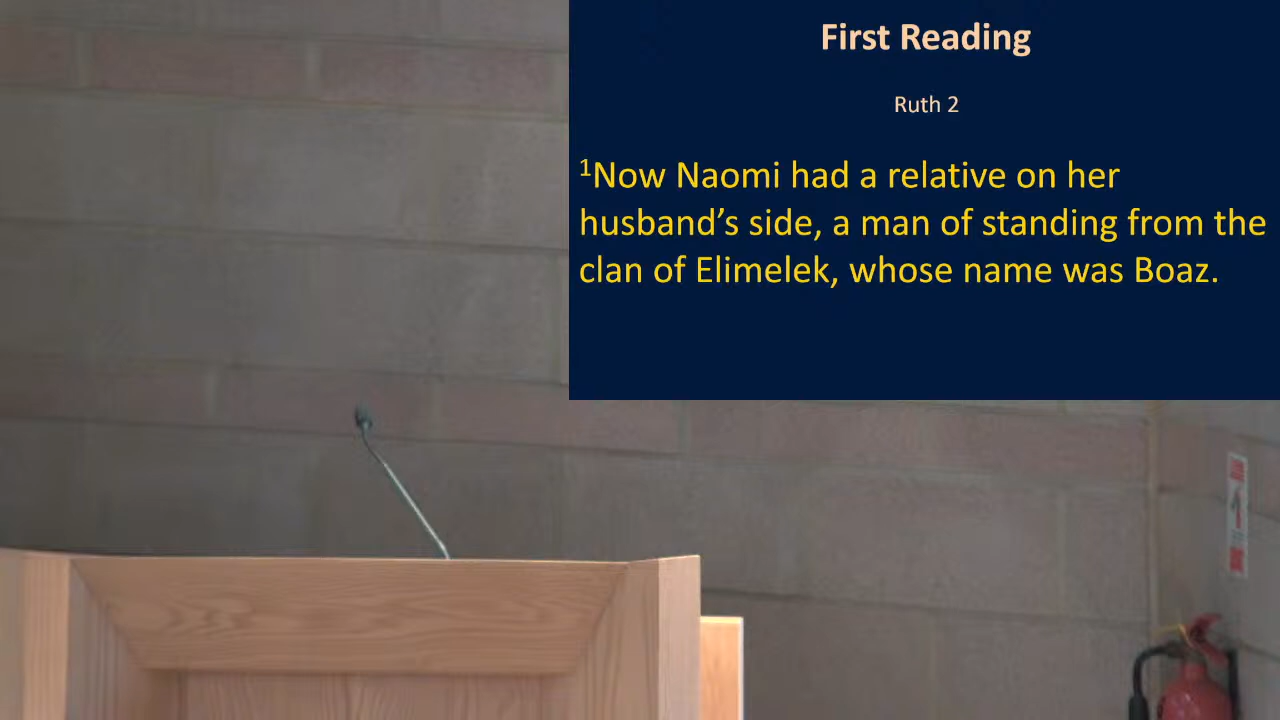 First Reading
Ruth 2
¹Now Naomi had a relative on her
husband’s side, a man of standing from the
clan of Elimelek, whose name was Boaz.